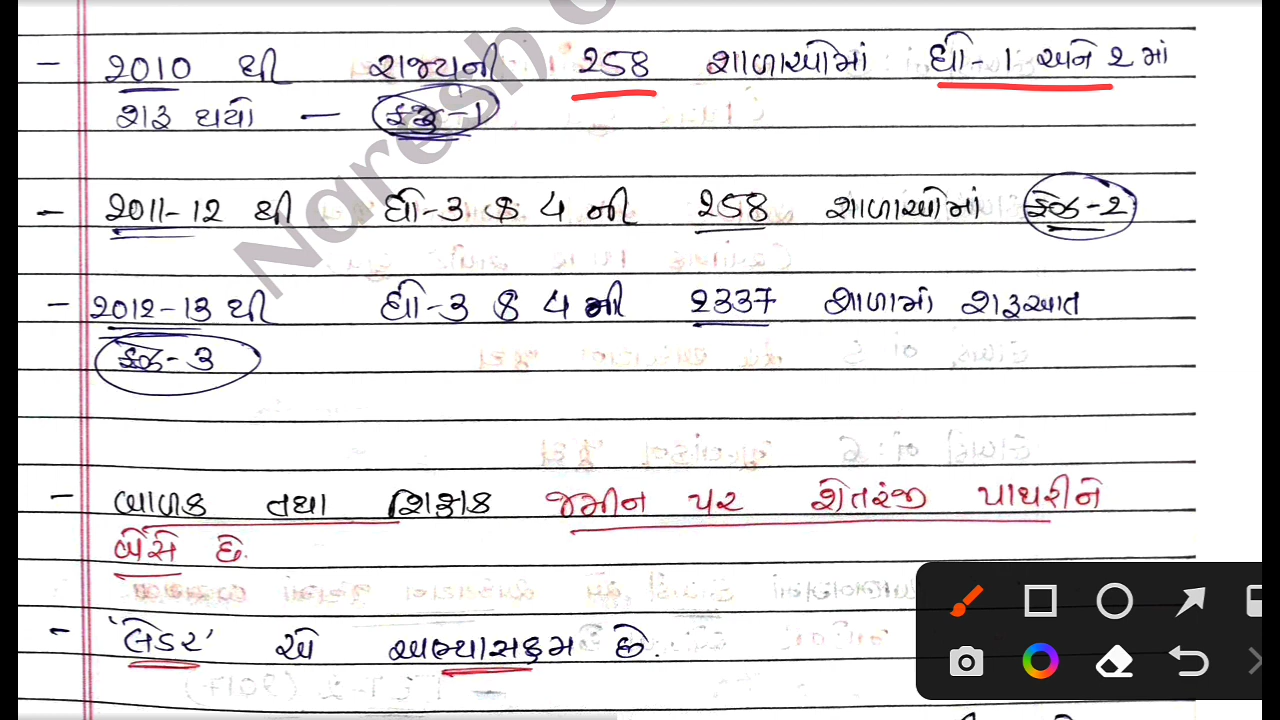 - 2010 થી રાજ્યની 258 શાળાઓમાં ધો-1 અને 2 માં
શરૂ થયો - ફેઝ-1
- 2011-12 થી ધો-3 & 4 ની 258 શાળાઓમાં ફેઝ-2
- 2012-13 થી ધો-3 & 4 ની 2337 શાળામાં શરૂઆત
ફેઝ-3
- બાળક તથા શિક્ષક જમીન પર શેતરંજી પાથરીને
બેસે છે.
- 'લેડર' એ અભ્યાસક્રમ છે.
Naresh